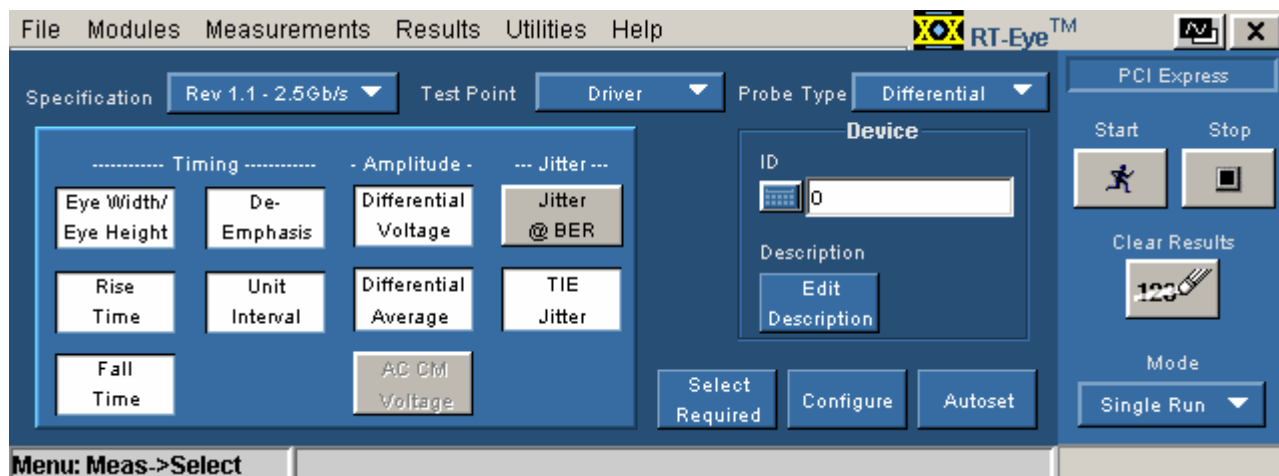 File Modules Measurements Results Utilities Help RT-Eye™
Specification Rev 1.1 - 2.5Gb/s Test Point Driver Probe Type Differential
PCI Express
------------ Timing ------------ - Amplitude - --- Jitter ---
Eye Width/
Eye Height
De-
Emphasis
Differential
Voltage
Jitter
@ BER
Rise
Time
Unit
Interval
Differential
Average
TIE
Jitter
Fall
Time
AC CM
Voltage
Device
ID
0
Description
Edit
Description
Select
Required
Configure
Autoset
Start Stop
Clear Results
123
Mode
Single Run
Menu: Meas->Select